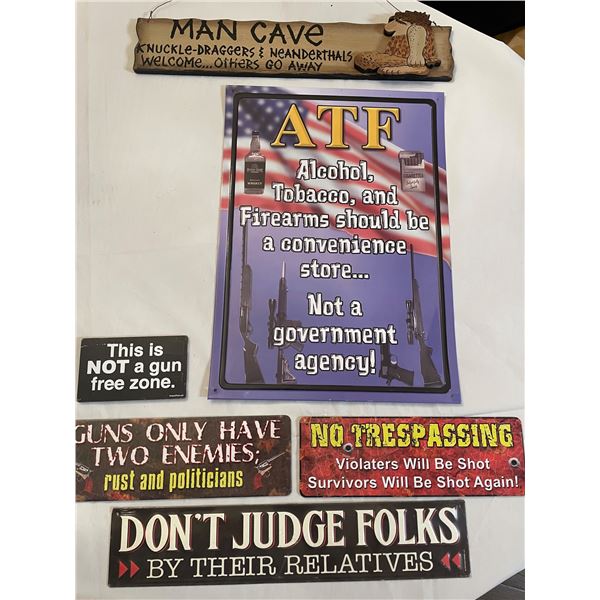 MAN CAVE
KNUCKLE-DRAGGERS & NEANDERTHALS
WELCOME...OTHERS GO AWAY
ATF
Alcohol,
Tobacco, and
Firearms should be
a convenience
store...
Not a
government
agency!
This is
NOT a gun
free zone.
GUNS ONLY HAVE
TWO ENEMIES;
rust and politicians
NO TRESPASSING
Violaters Will Be Shot
Survivors Will Be Shot Again!
DON'T JUDGE FOLKS
BY THEIR RELATIVES